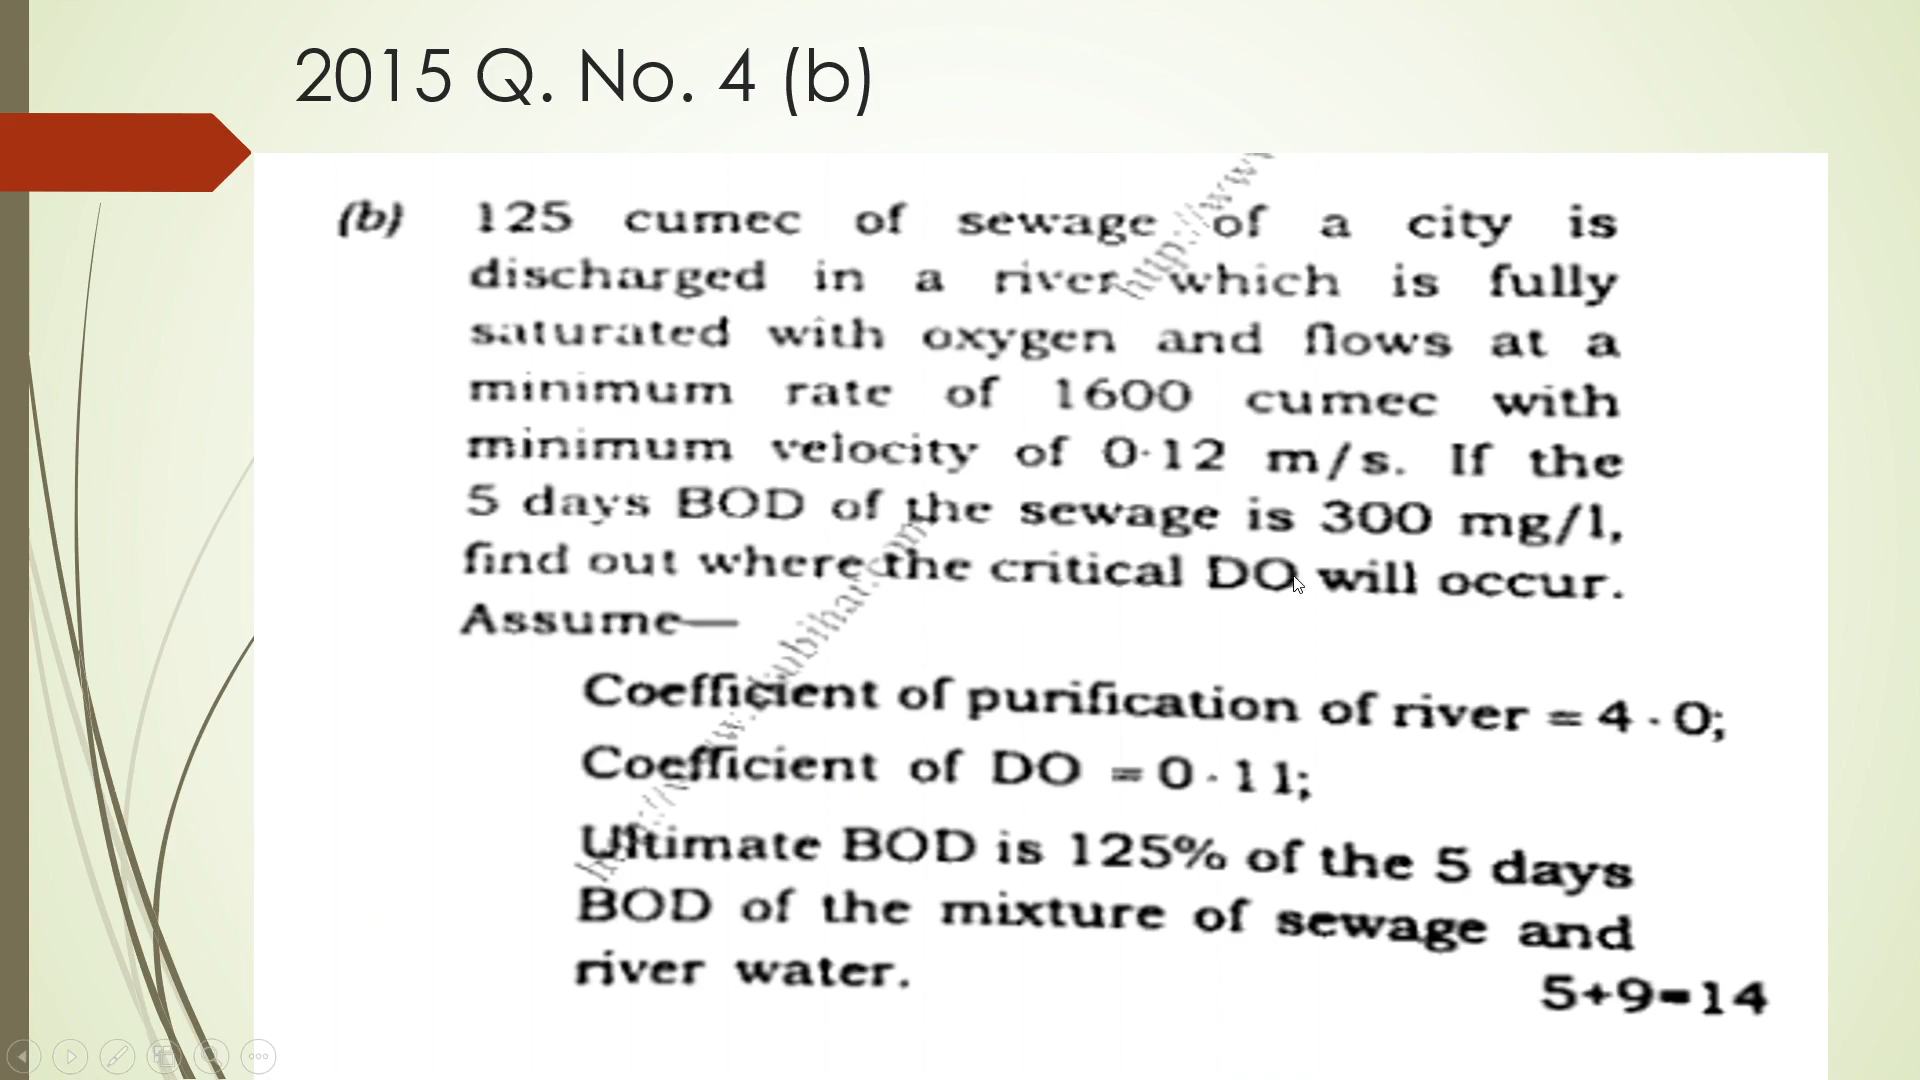 2015 Q. No. 4 (b)
(b) 125 cumec of sewage of a city is
discharged in a river which is fully
saturated with oxygen and flows at a
minimum rate of 1600 cumec with
minimum velocity of 0·12 m/s. If the
5 days BOD of the sewage is 300 mg/l,
find out where the critical DO will occur.
Assume—
Coefficient of purification of river = 4·0;
Coefficient of DO = 0·11;
Ultimate BOD is 125% of the 5 days
BOD of the mixture of sewage and
river water.
5+9=14